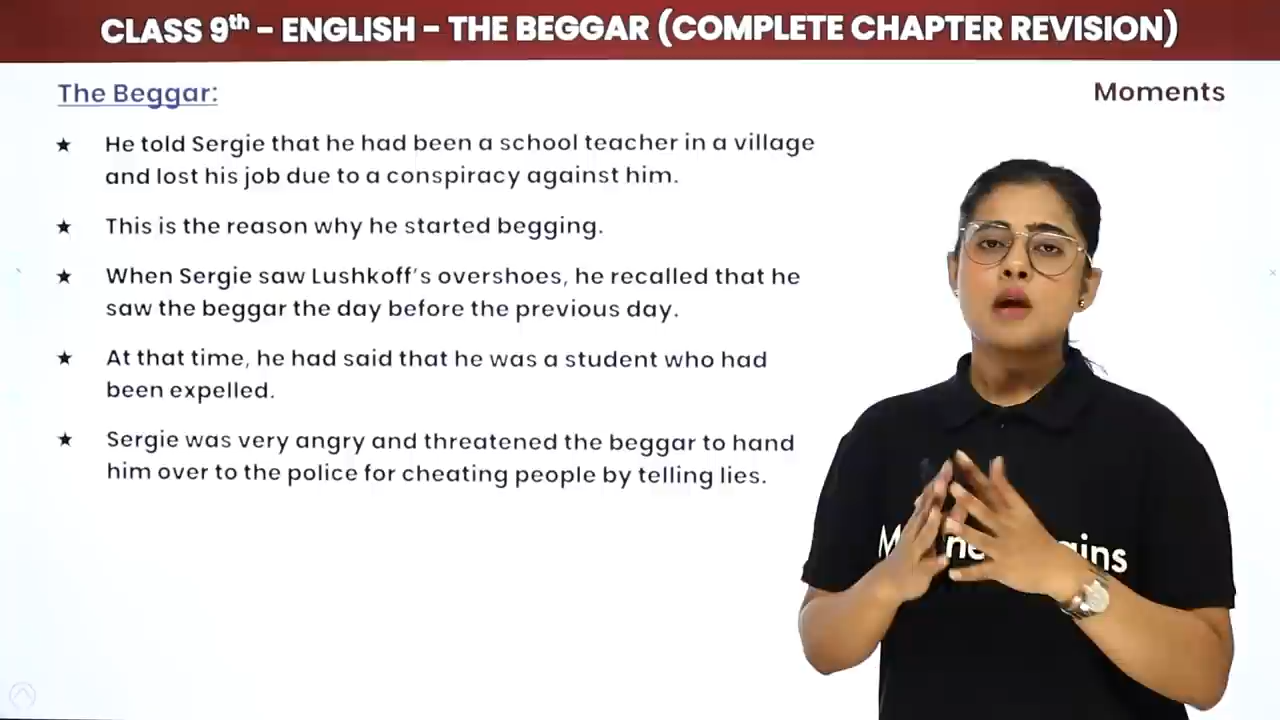 CLASS 9th – ENGLISH – THE BEGGAR (COMPLETE CHAPTER REVISION)
The Beggar:
Moments
★ He told Sergie that he had been a school teacher in a village
and lost his job due to a conspiracy against him.
★ This is the reason why he started begging.
★ When Sergie saw Lushkoff's overshoes, he recalled that he
saw the beggar the day before the previous day.
★ At that time, he had said that he was a student who had
been expelled.
★ Sergie was very angry and threatened the beggar to hand
him over to the police for cheating people by telling lies.